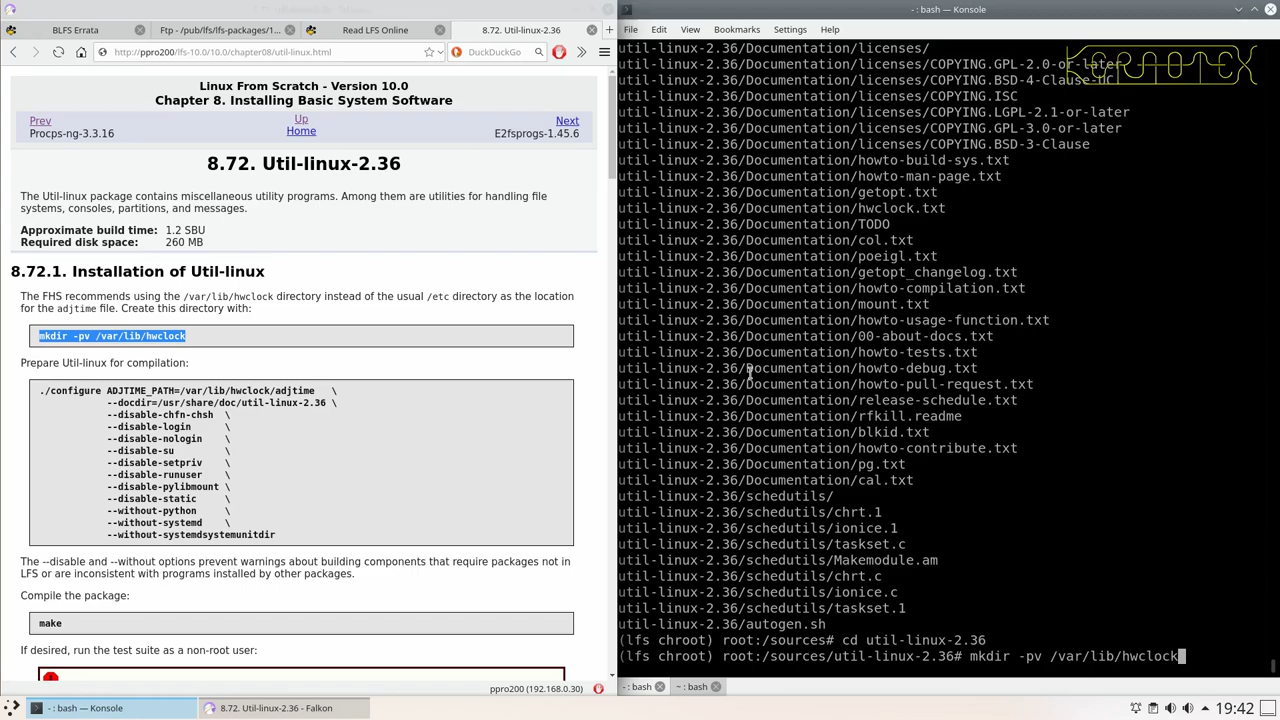 BLFS Errata
Ftp - /pub/lfs/lfs-packages/1
Read LFS Online
8.72. Util-linux-2.36
http://ppro200/lfs-10.0/10.0/chapter08/util-linux.html
DuckDuckGo
Linux From Scratch - Version 10.0
Chapter 8. Installing Basic System Software
Prev
Up
Next
Procps-ng-3.3.16
Home
E2fsprogs-1.45.6
8.72. Util-linux-2.36
The Util-linux package contains miscellaneous utility programs. Among them are utilities for handling file
systems, consoles, partitions, and messages.
Approximate build time: 1.2 SBU
Required disk space: 260 MB
8.72.1. Installation of Util-linux
The FHS recommends using the /var/lib/hwclock directory instead of the usual /etc directory as the location
for the adjtime file. Create this directory with:
mkdir -pv /var/lib/hwclock
Prepare Util-linux for compilation:
./configure ADJTIME_PATH=/var/lib/hwclock/adjtime \
--docdir=/usr/share/doc/util-linux-2.36 \
--disable-chfn-chsh \
--disable-login \
--disable-nologin \
--disable-su \
--disable-setpriv \
--disable-runuser \
--disable-pylibmount \
--disable-static \
--without-python \
--without-systemd \
--without-systemdsystemunitdir
The --disable and --without options prevent warnings about building components that require packages not in
LFS or are inconsistent with programs installed by other packages.
Compile the package:
make
If desired, run the test suite as a non-root user:
ppro200 (192.168.0.30)
- : bash — Konsole
File Edit View Bookmarks Settings Help
KERNOTEX
util-linux-2.36/Documentation/licenses/
util-linux-2.36/Documentation/licenses/COPYING.GPL-2.0-or-later
util-linux-2.36/Documentation/licenses/COPYING.BSD-4-Clause-
util-linux-2.36/Documentation/licenses/COPYING.ISC
util-linux-2.36/Documentation/licenses/COPYING.LGPL-2.1-or-later
util-linux-2.36/Documentation/licenses/COPYING.GPL-3.0-or-later
util-linux-2.36/Documentation/licenses/COPYING.BSD-3-Clause
util-linux-2.36/Documentation/howto-build-sys.txt
util-linux-2.36/Documentation/howto-man-page.txt
util-linux-2.36/Documentation/getopt.txt
util-linux-2.36/Documentation/hwclock.txt
util-linux-2.36/Documentation/TODO
util-linux-2.36/Documentation/col.txt
util-linux-2.36/Documentation/poeigl.txt
util-linux-2.36/Documentation/getopt_changelog.txt
util-linux-2.36/Documentation/howto-compilation.txt
util-linux-2.36/Documentation/mount.txt
util-linux-2.36/Documentation/howto-usage-function.txt
util-linux-2.36/Documentation/00-about-docs.txt
util-linux-2.36/Documentation/howto-tests.txt
util-linux-2.36/Documentation/howto-debug.txt
util-linux-2.36/Documentation/howto-pull-request.txt
util-linux-2.36/Documentation/release-schedule.txt
util-linux-2.36/Documentation/rfkill.readme
util-linux-2.36/Documentation/blkid.txt
util-linux-2.36/Documentation/howto-contribute.txt
util-linux-2.36/Documentation/pg.txt
util-linux-2.36/Documentation/cal.txt
util-linux-2.36/schedutils/
util-linux-2.36/schedutils/chrt.1
util-linux-2.36/schedutils/ionice.1
util-linux-2.36/schedutils/taskset.c
util-linux-2.36/schedutils/Makemodule.am
util-linux-2.36/schedutils/chrt.c
util-linux-2.36/schedutils/ionice.c
util-linux-2.36/schedutils/taskset.1
util-linux-2.36/autogen.sh
(lfs chroot) root:/sources# cd util-linux-2.36
(lfs chroot) root:/sources/util-linux-2.36# mkdir -pv /var/lib/hwclock
- : bash
~ : bash
- : bash — Konsole
8.72. Util-linux-2.36 - Falkon
19:42